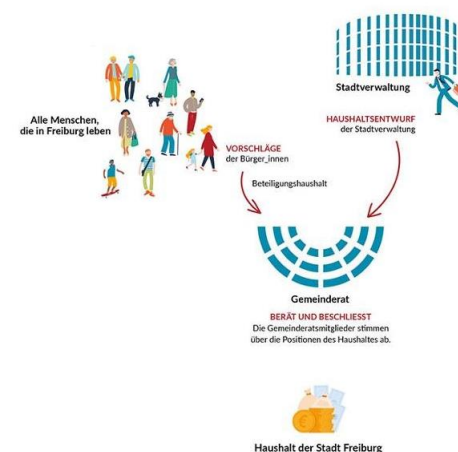 Stadtverwaltung
Alle Menschen,
die in Freiburg leben
HAUSHALTSENTWURF
der Stadtverwaltung
VORSCHLÄGE
der Bürger_innen
Beteiligungshaushalt
Gemeinderat
BERÄT UND BESCHLIESST
Die Gemeinderatsmitglieder stimmen
über die Positionen des Haushaltes ab.
Haushalt der Stadt Freiburg